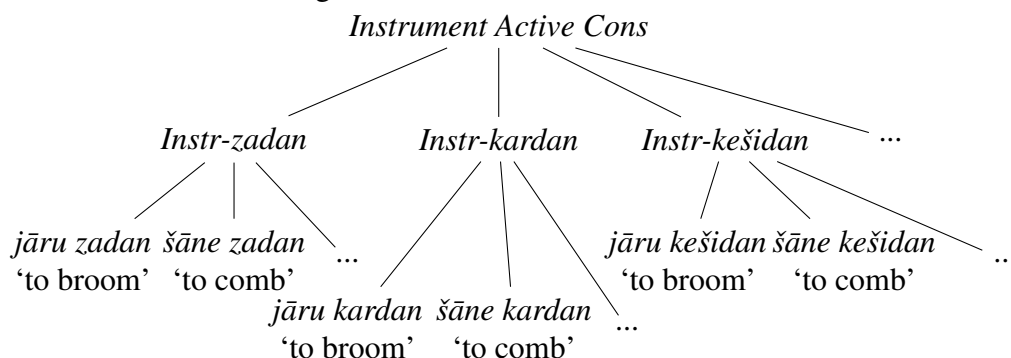 Instrument Active Cons
Instr-zadan Instr-kardan Instr-kešidan ...
jāru zadan šāne zadan ... jāru kešidan šāne kešidan ..
‘to broom’ ‘to comb’ ‘to broom’ ‘to comb’
jāru kardan šāne kardan ...
‘to broom’ ‘to comb’